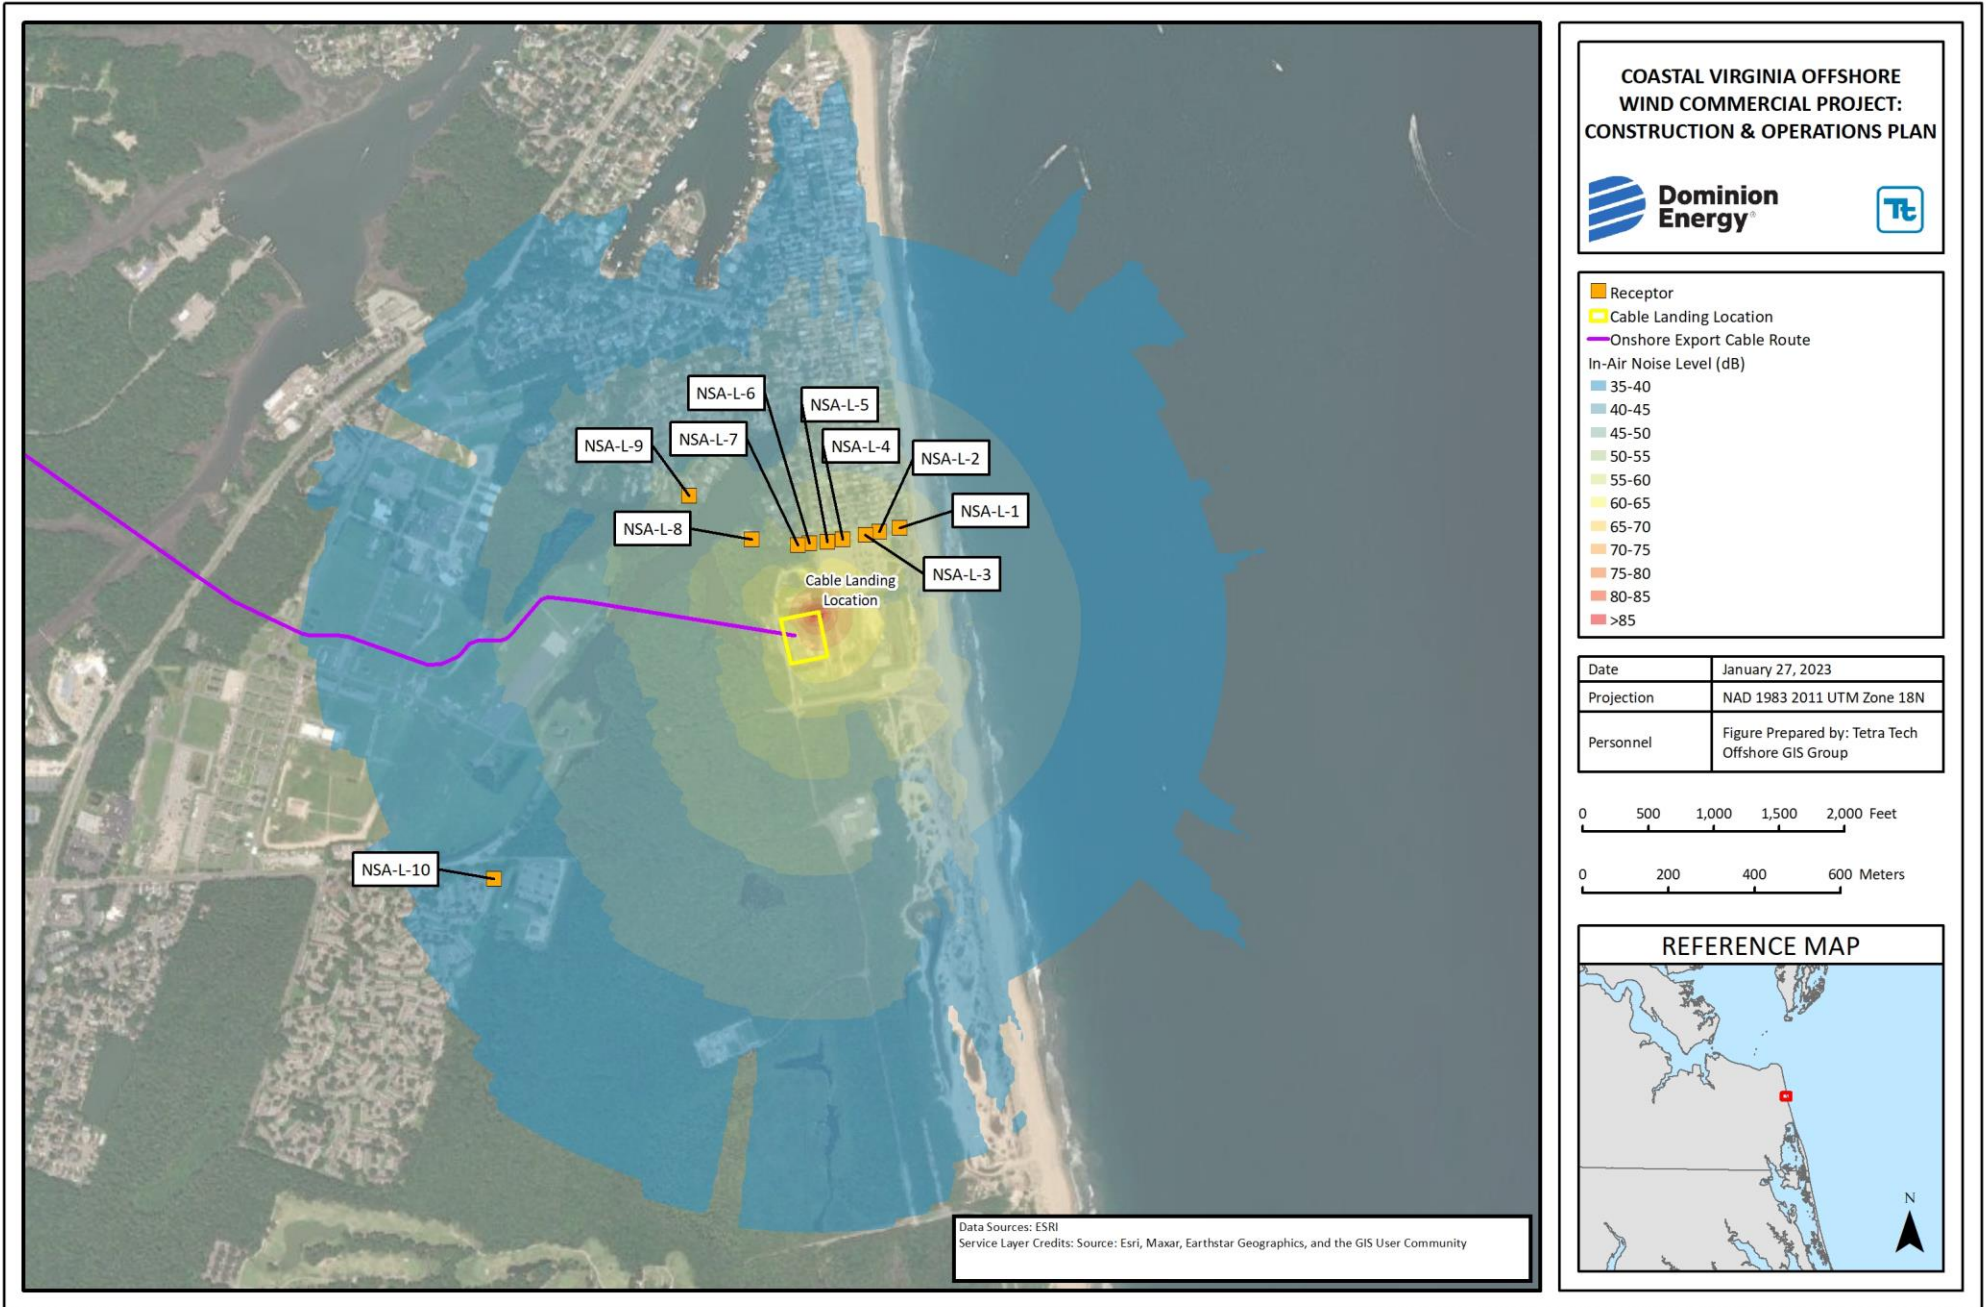 NSA-L-6
NSA-L-5
NSA-L-9
NSA-L-7
NSA-L-4
NSA-L-2
NSA-L-8
NSA-L-1
NSA-L-3
Cable Landing
Location
NSA-L-10
Data Sources: ESRI
Service Layer Credits: Source: Esri, Maxar, Earthstar Geographics, and the GIS User Community
COASTAL VIRGINIA OFFSHORE
WIND COMMERCIAL PROJECT:
CONSTRUCTION & OPERATIONS PLAN
Dominion
Energy®
Tt
Receptor
Cable Landing Location
Onshore Export Cable Route
In-Air Noise Level (dB)
35-40
40-45
45-50
50-55
55-60
60-65
65-70
70-75
75-80
80-85
>85
Date January 27, 2023
Projection NAD 1983 2011 UTM Zone 18N
Personnel Figure Prepared by: Tetra Tech
Offshore GIS Group
0 500 1,000 1,500 2,000 Feet
0 200 400 600 Meters
REFERENCE MAP
N